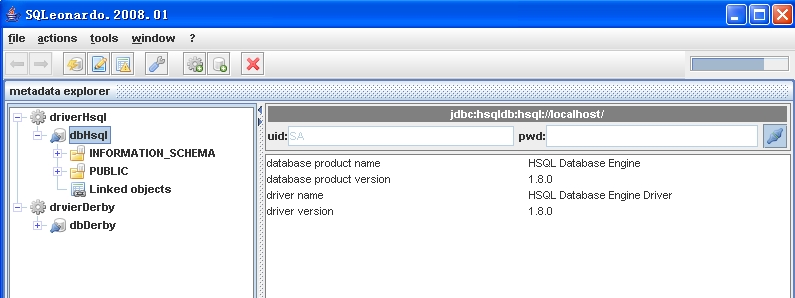 SQLeonardo.2008.01
file actions tools window ?
metadata explorer
driverHsql
dbHsql
INFORMATION_SCHEMA
PUBLIC
Linked objects
drvierDerby
dbDerby
jdbc:hsqldb:hsql://localhost/
uid: SA pwd:
database product name HSQL Database Engine
database product version 1.8.0
driver name HSQL Database Engine Driver
driver version 1.8.0